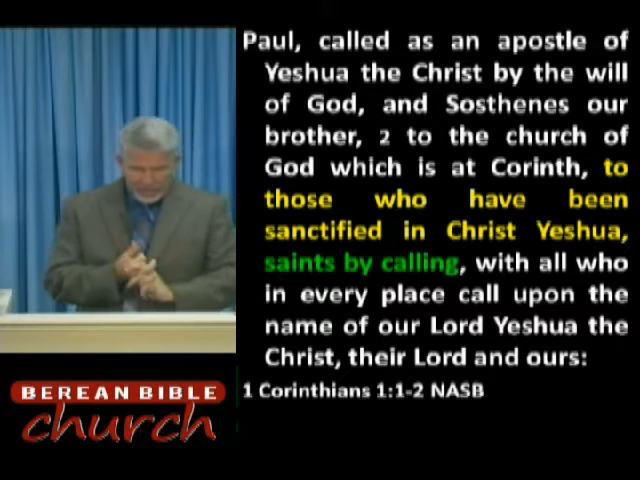 Paul, called as an apostle of
Yeshua the Christ by the will
of God, and Sosthenes our
brother, 2 to the church of
God which is at Corinth, to
those who have been
sanctified in Christ Yeshua,
saints by calling, with all who
in every place call upon the
name of our Lord Yeshua the
Christ, their Lord and ours:
1 Corinthians 1:1-2 NASB
BEREAN BIBLE
church